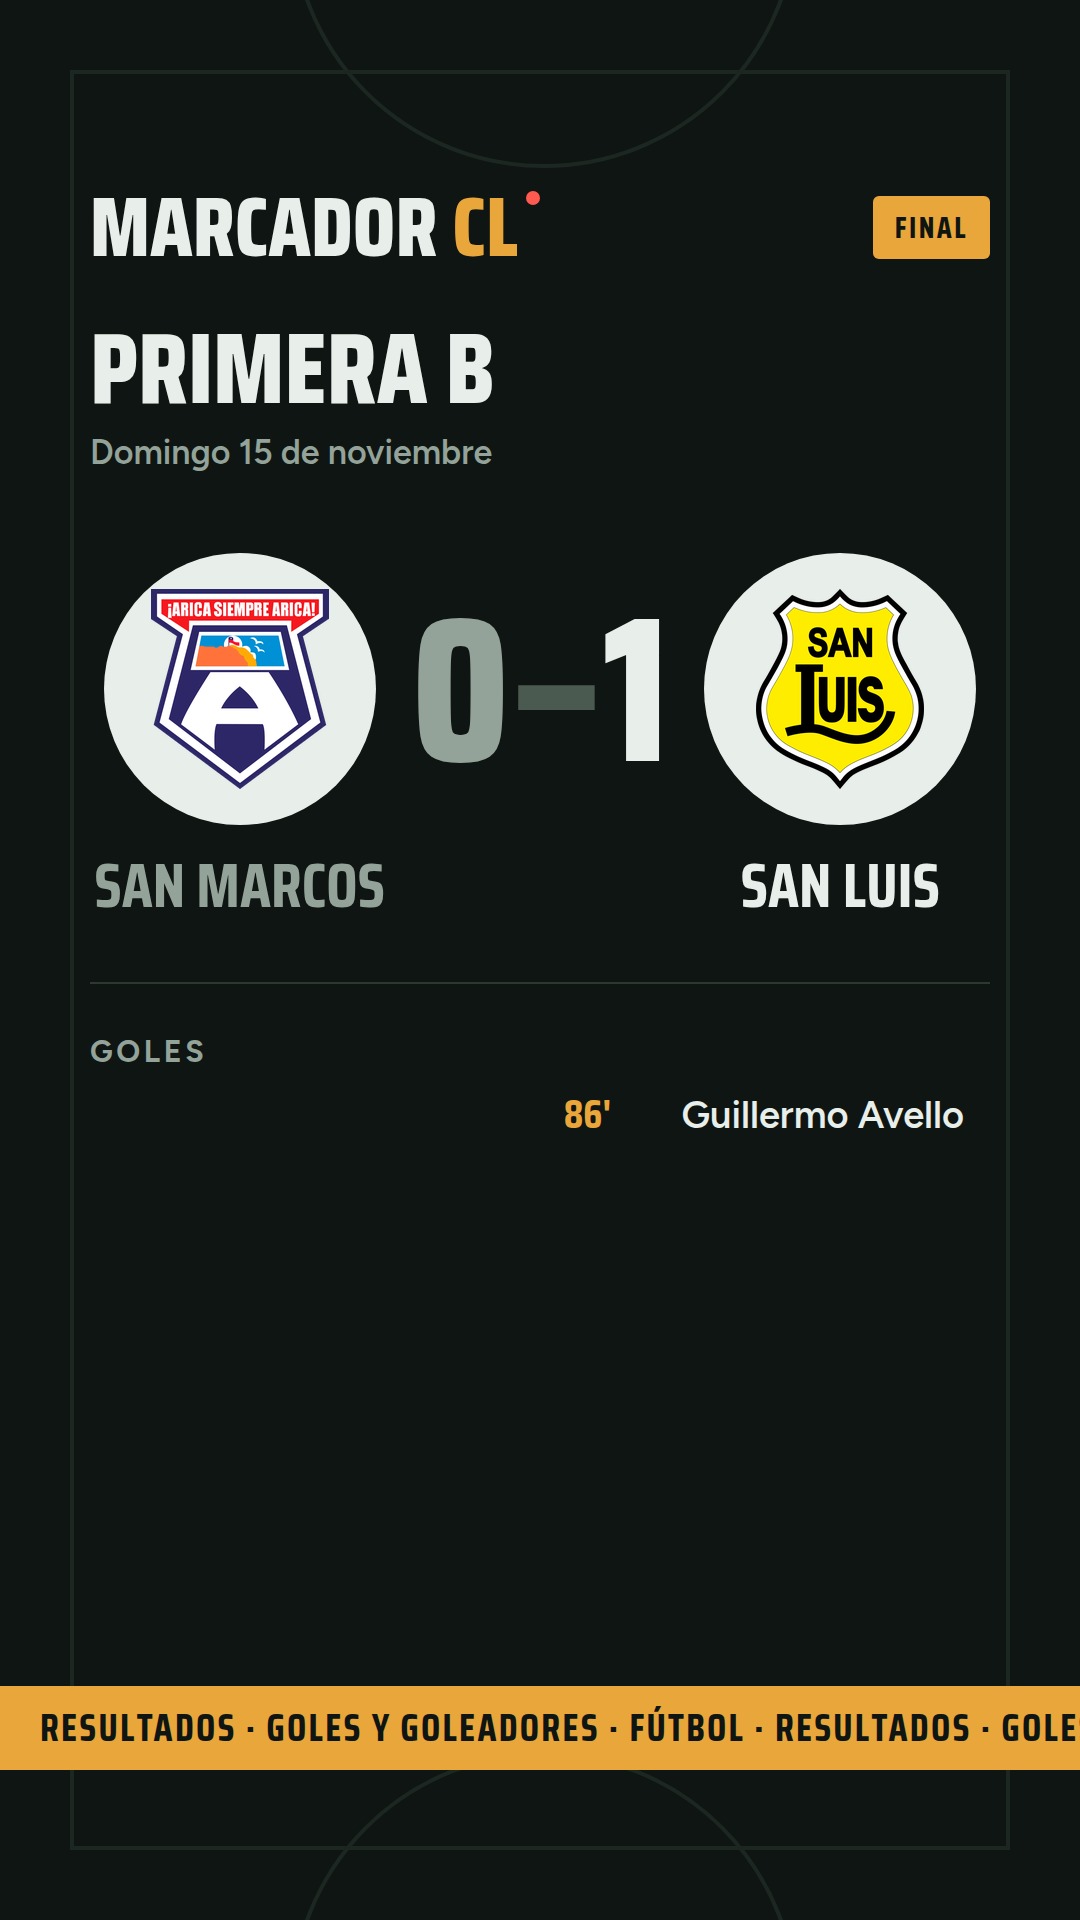 MARCADOR CL
FINAL
PRIMERA B
Domingo 15 de noviembre
¡ARICA SIEMPRE ARICA!
A
SAN
LUIS
0–1
SAN MARCOS
SAN LUIS
GOLES
86' Guillermo Avello
RESULTADOS · GOLES Y GOLEADORES · FÚTBOL · RESULTADOS · GOLES